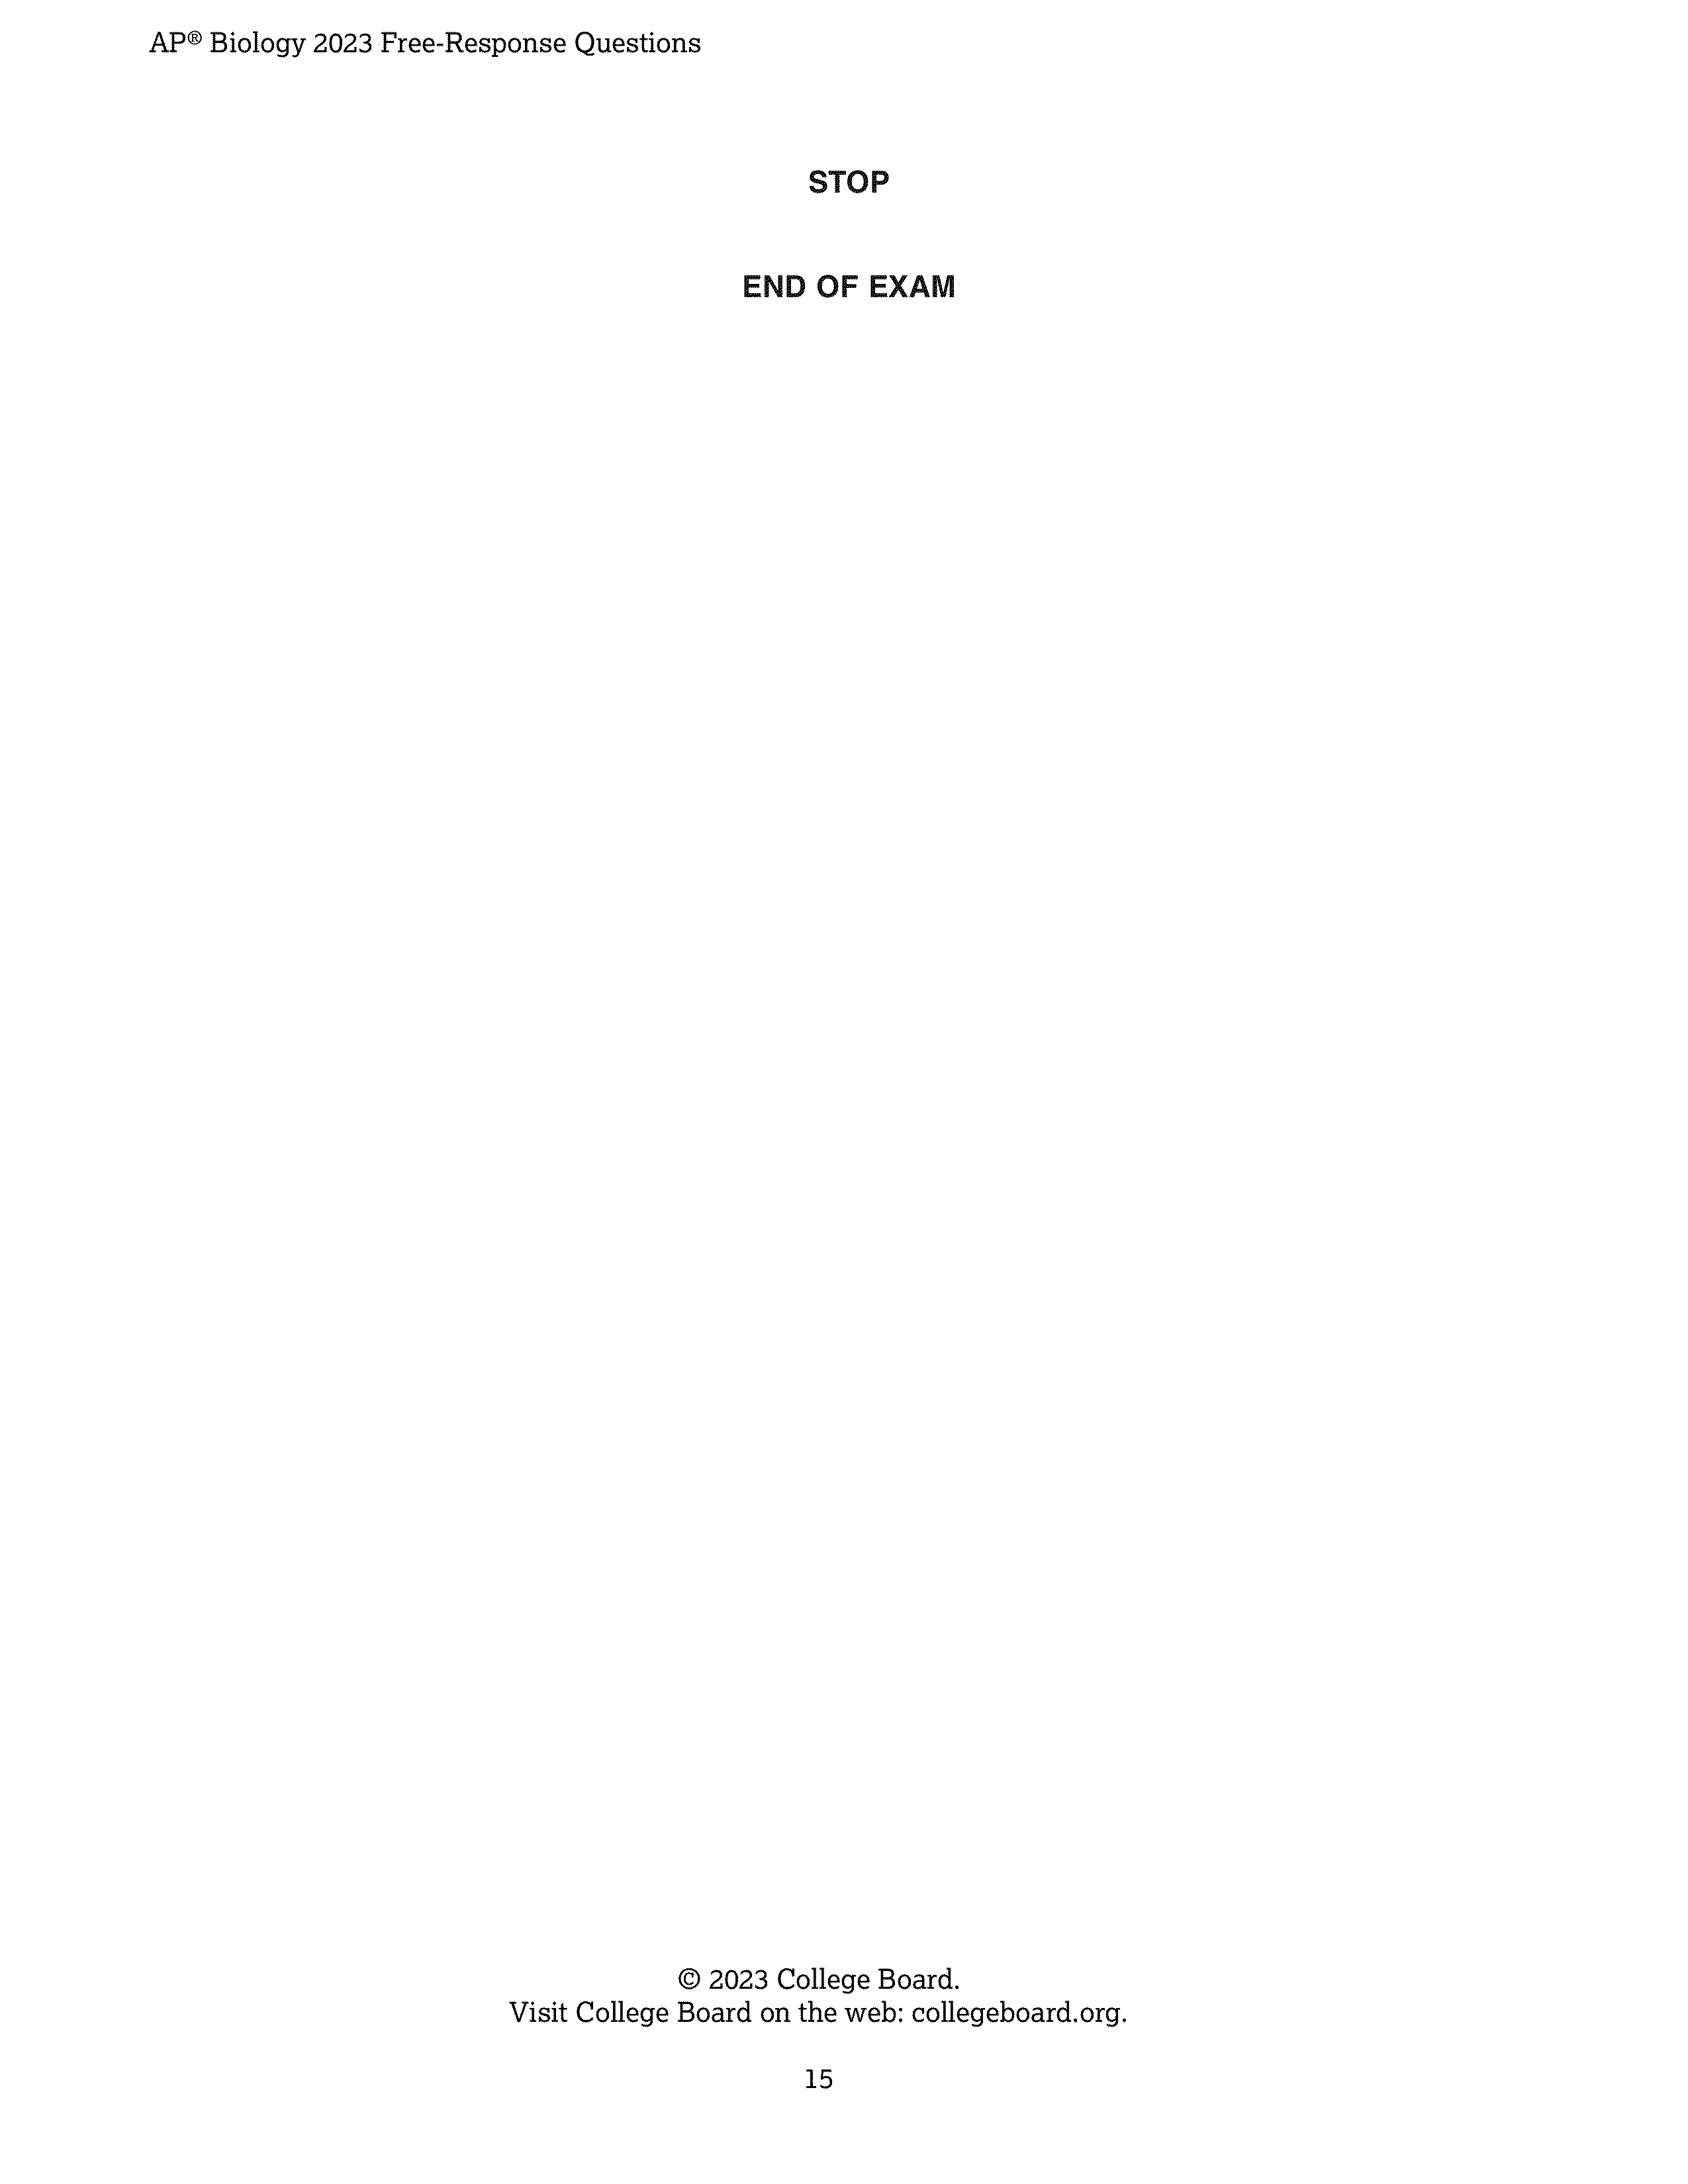 AP® Biology 2023 Free-Response Questions
STOP
END OF EXAM
© 2023 College Board.
Visit College Board on the web: collegeboard.org.
15